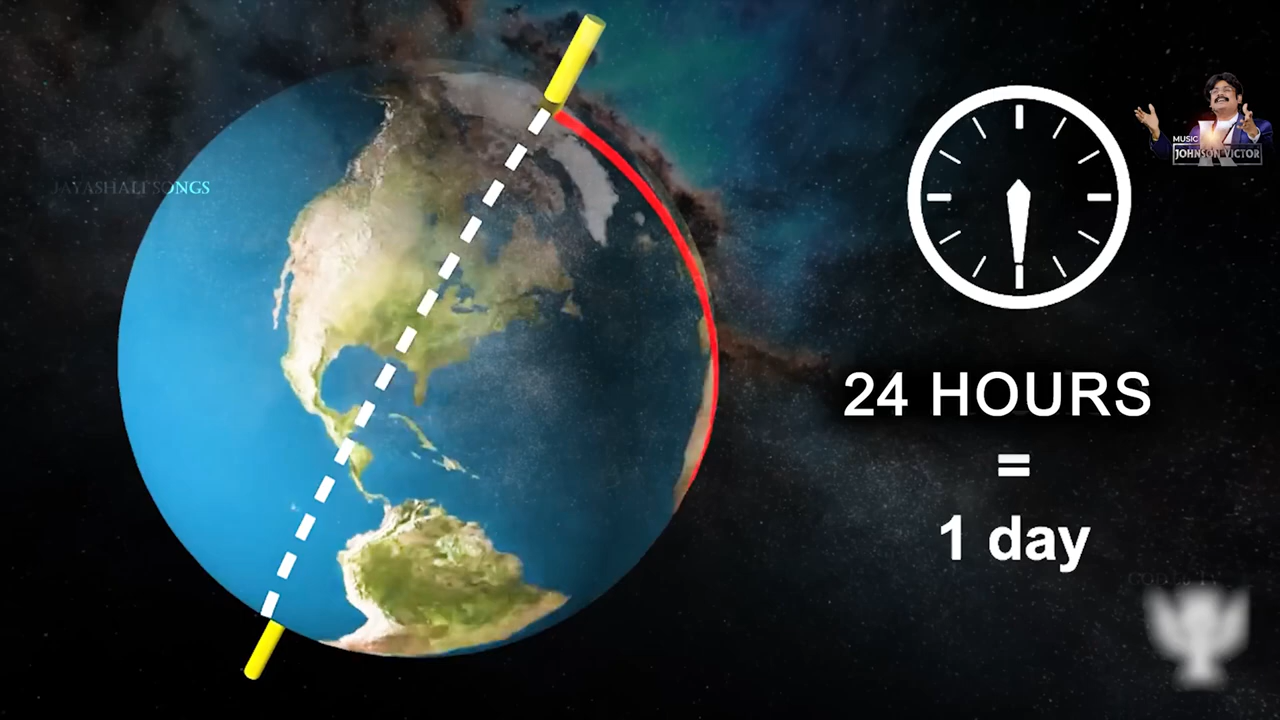 JAYASHALI SONGS
MUSIC
JOHNSON VICTOR
24 HOURS
=
1 day